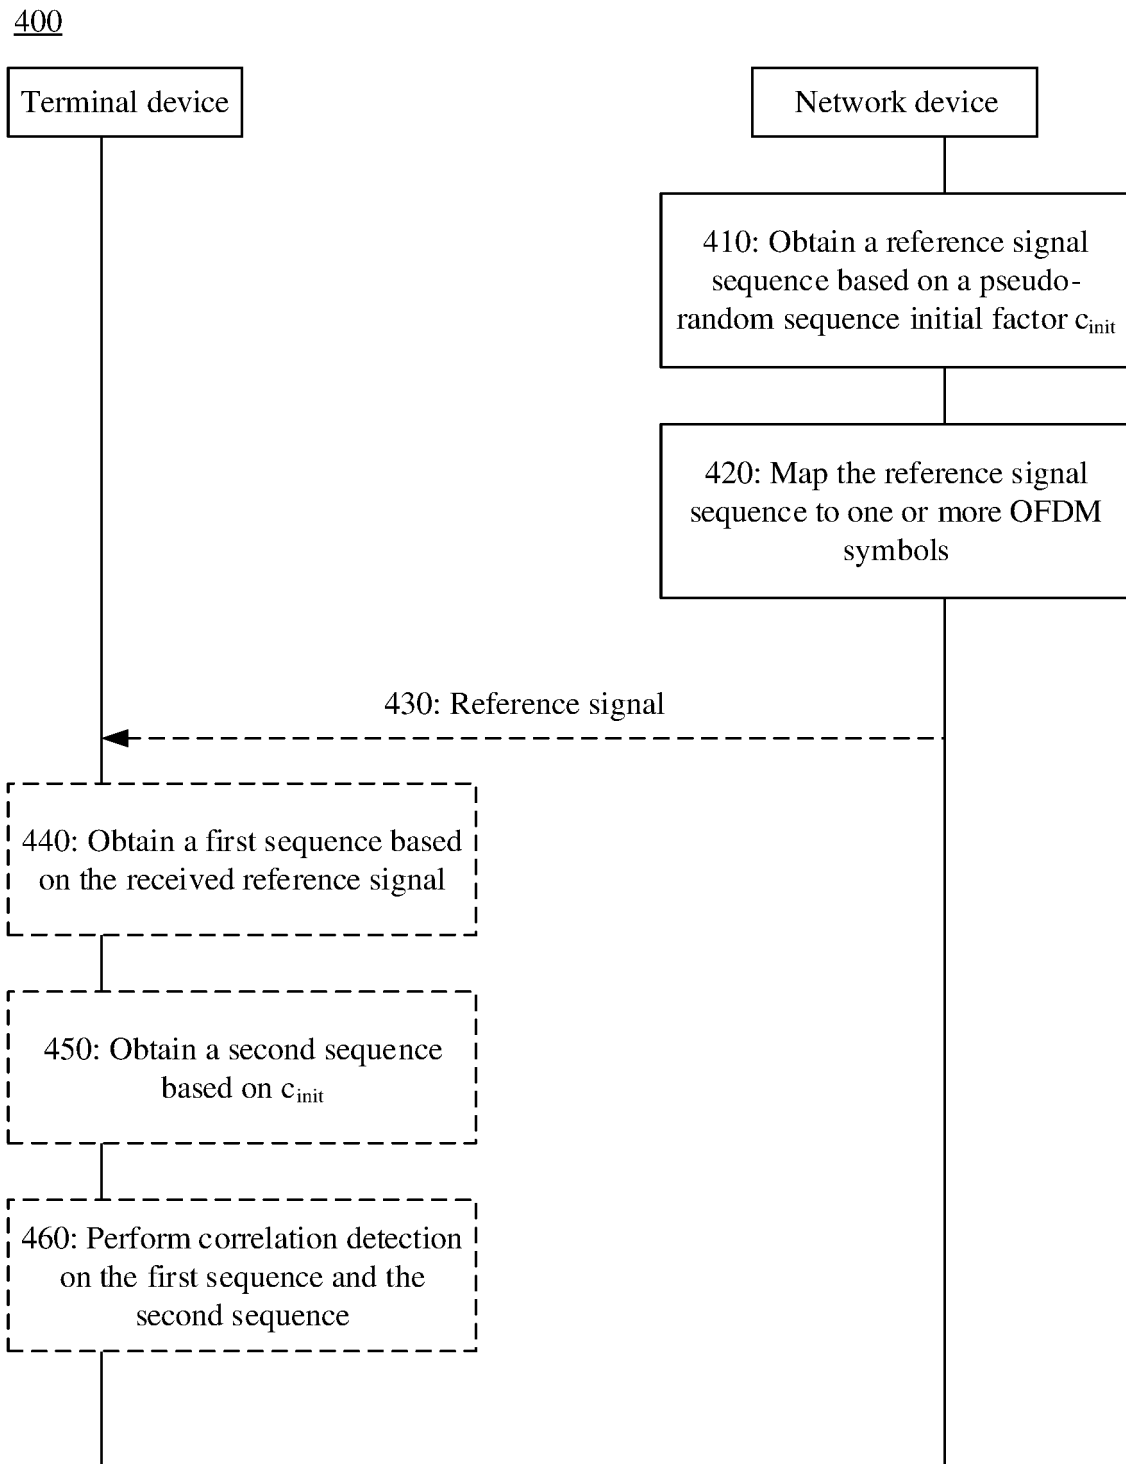 400
Terminal device
Network device
410: Obtain a reference signal
sequence based on a pseudo-
random sequence initial factor cinit
420: Map the reference signal
sequence to one or more OFDM
symbols
430: Reference signal
440: Obtain a first sequence based
on the received reference signal
450: Obtain a second sequence
based on cinit
460: Perform correlation detection
on the first sequence and the
second sequence